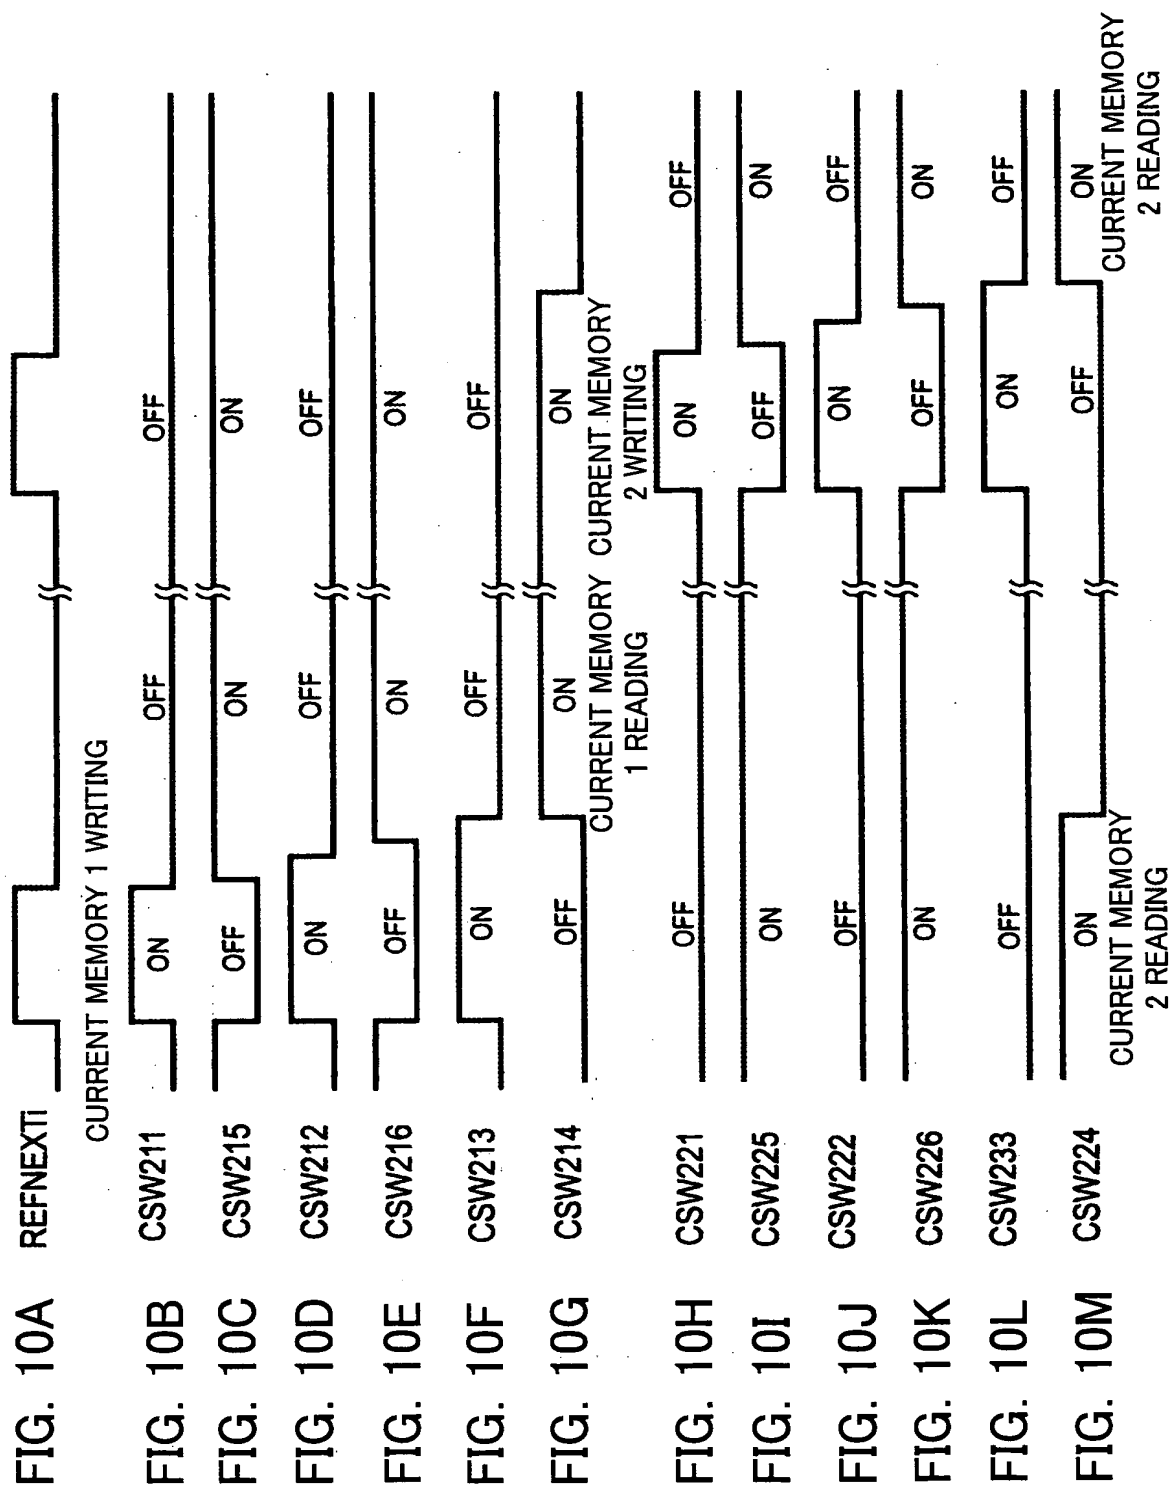 FIG. 10A REFNEXTi
CURRENT MEMORY 1 WRITING
FIG. 10B CSW211 ON OFF OFF
FIG. 10C CSW215 OFF ON ON
FIG. 10D CSW212 ON OFF OFF
FIG. 10E CSW216 OFF ON ON
FIG. 10F CSW213 ON OFF OFF
FIG. 10G CSW214 OFF ON ON
CURRENT MEMORY
1 READING
CURRENT MEMORY
2 WRITING
FIG. 10H CSW221 OFF ON OFF
FIG. 10I CSW225 ON OFF ON
FIG. 10J CSW222 OFF ON OFF
FIG. 10K CSW226 ON OFF ON
FIG. 10L CSW233 OFF ON OFF
FIG. 10M CSW224 ON OFF ON
CURRENT MEMORY
2 READING
CURRENT MEMORY
2 READING